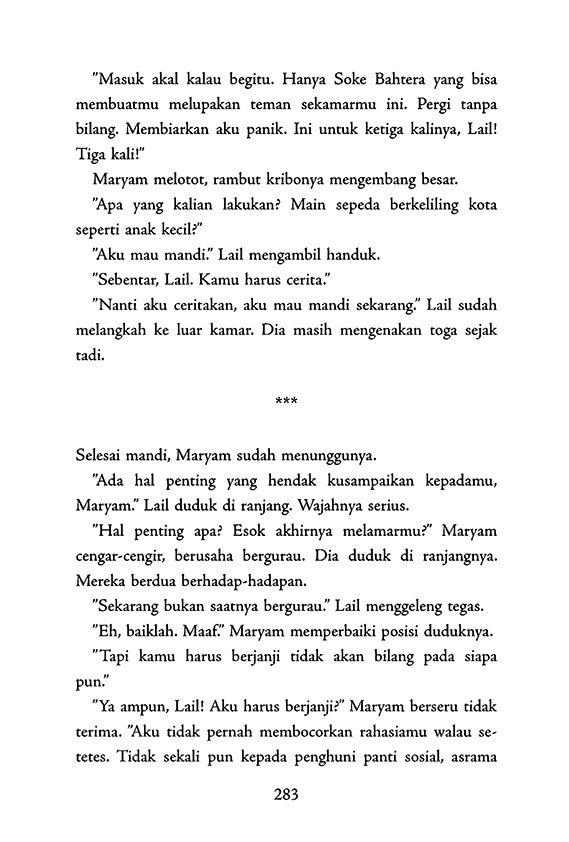 ”Masuk akal kalau begitu. Hanya Soke Bahtera yang bisa
membuatmu melupakan teman sekamarmu ini. Pergi tanpa
bilang. Membiarkan aku panik. Ini untuk ketiga kalinya, Lail!
Tiga kali!”
Maryam melotot, rambut kribonya mengembang besar.
”Apa yang kalian lakukan? Main sepeda berkeliling kota
seperti anak kecil?”
”Aku mau mandi.” Lail mengambil handuk.
”Sebentar, Lail. Kamu harus cerita.”
”Nanti aku ceritakan, aku mau mandi sekarang.” Lail sudah
melangkah ke luar kamar. Dia masih mengenakan toga sejak
tadi.
***
Selesai mandi, Maryam sudah menunggunya.
”Ada hal penting yang hendak kusampaikan kepadamu,
Maryam.” Lail duduk di ranjang. Wajahnya serius.
”Hal penting apa? Esok akhirnya melamarmu?” Maryam
cengar-cengir, berusaha bergurau. Dia duduk di ranjangnya.
Mereka berdua berhadap-hadapan.
”Sekarang bukan saatnya bergurau.” Lail menggeleng tegas.
”Eh, baiklah. Maaf.” Maryam memperbaiki posisi duduknya.
”Tapi kamu harus berjanji tidak akan bilang pada siapa
pun.”
”Ya ampun, Lail! Aku harus berjanji?” Maryam berseru tidak
terima. ”Aku tidak pernah membocorkan rahasiamu walau se-
tetes. Tidak sekali pun kepada penghuni panti sosial, asrama
283